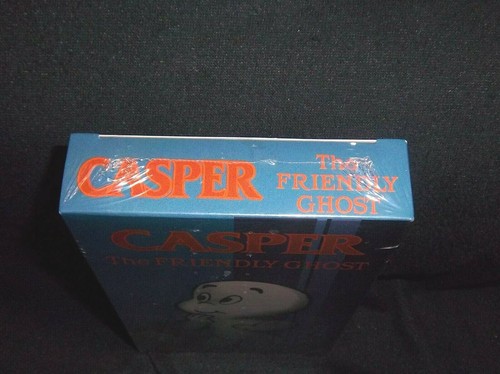 CASPER
The
FRIENDLY
GHOST
CASPER
The FRIENDLY GHOST